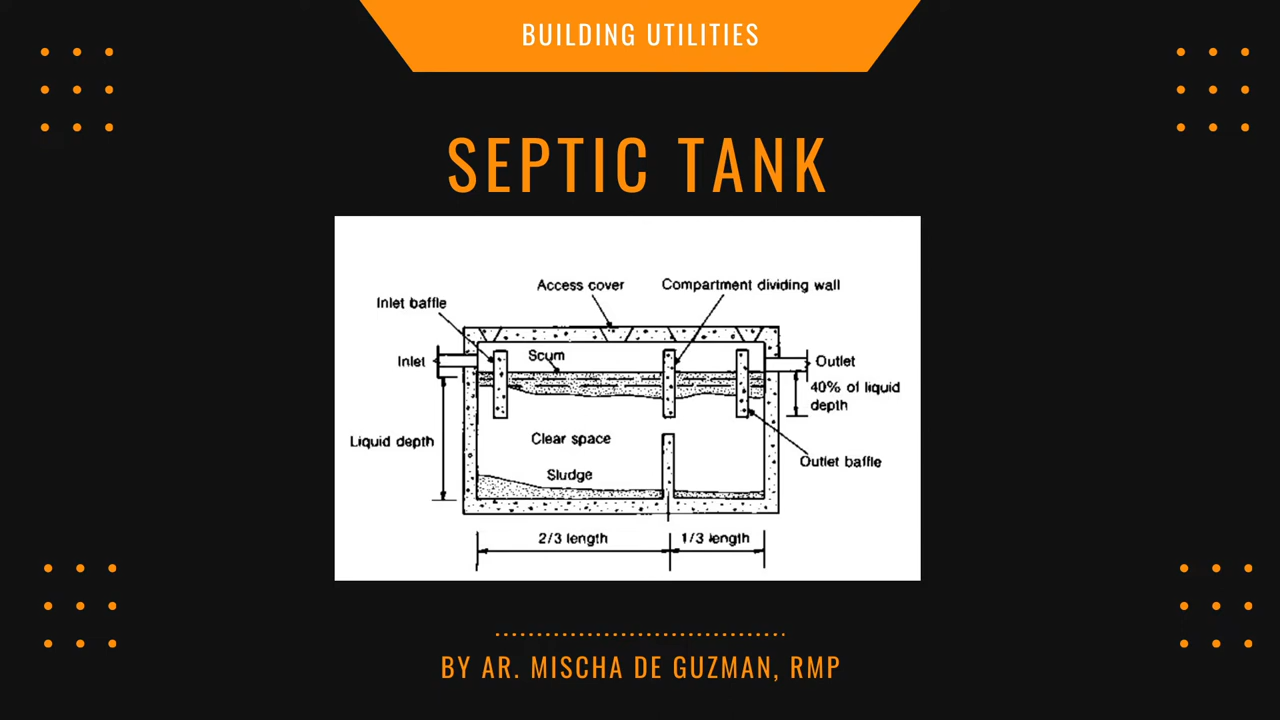 BUILDING UTILITIES
SEPTIC TANK
Access cover
Compartment dividing wall
Inlet baffle
Scum
Inlet
Outlet
40% of liquid
depth
Liquid depth
Clear space
Outlet baffle
Sludge
2/3 length
1/3 length
BY AR. MISCHA DE GUZMAN, RMP